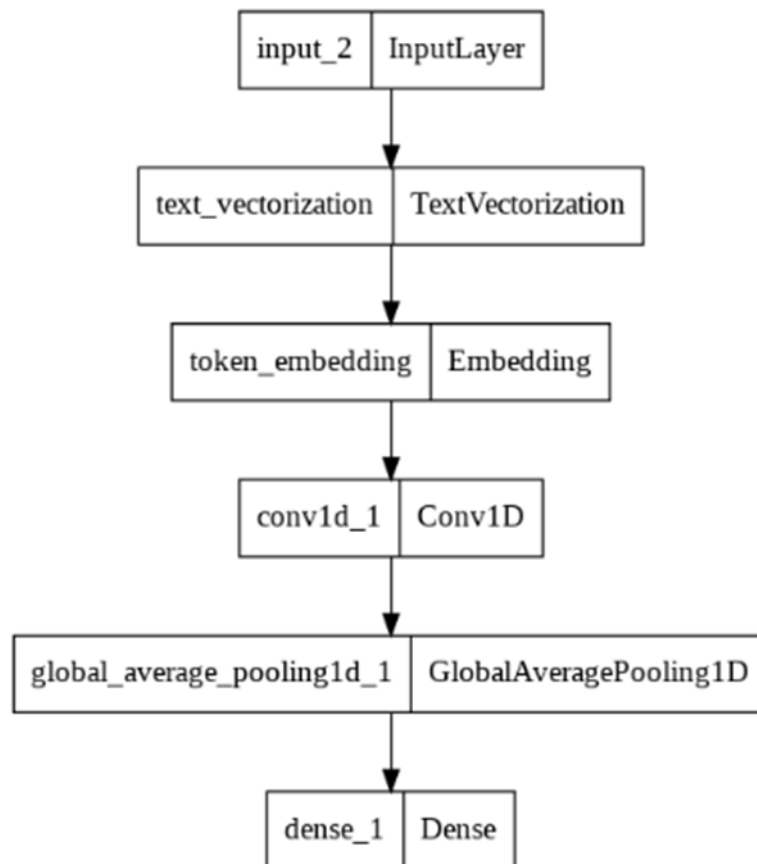 input_2 InputLayer
text_vectorization TextVectorization
token_embedding Embedding
conv1d_1 Conv1D
global_average_pooling1d_1 GlobalAveragePooling1D
dense_1 Dense